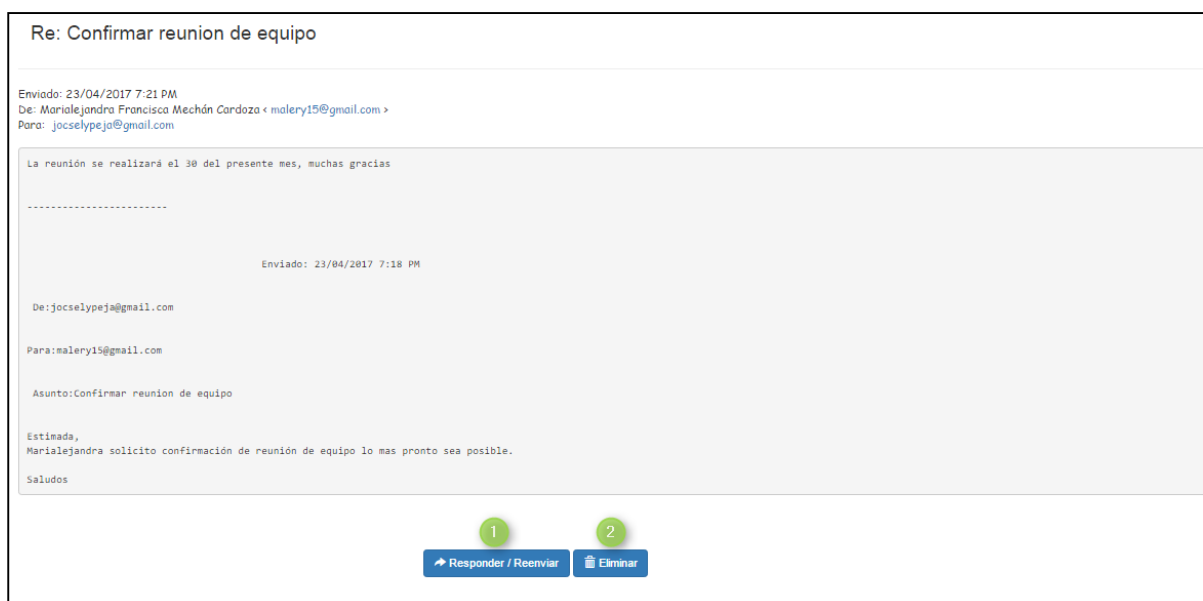 Re: Confirmar reunion de equipo
Enviado: 23/04/2017 7:21 PM
De: Marialejandra Francisca Mechán Cardoza < malery15@gmail.com >
Para: jocselypeja@gmail.com
La reunión se realizará el 30 del presente mes, muchas gracias
------------------------
Enviado: 23/04/2017 7:18 PM
De:jocselypeja@gmail.com
Para:malery15@gmail.com
Asunto:Confirmar reunion de equipo
Estimada,
Marialejandra solicito confirmación de reunión de equipo lo mas pronto sea posible.
Saludos
1 2
Responder / Reenviar Eliminar